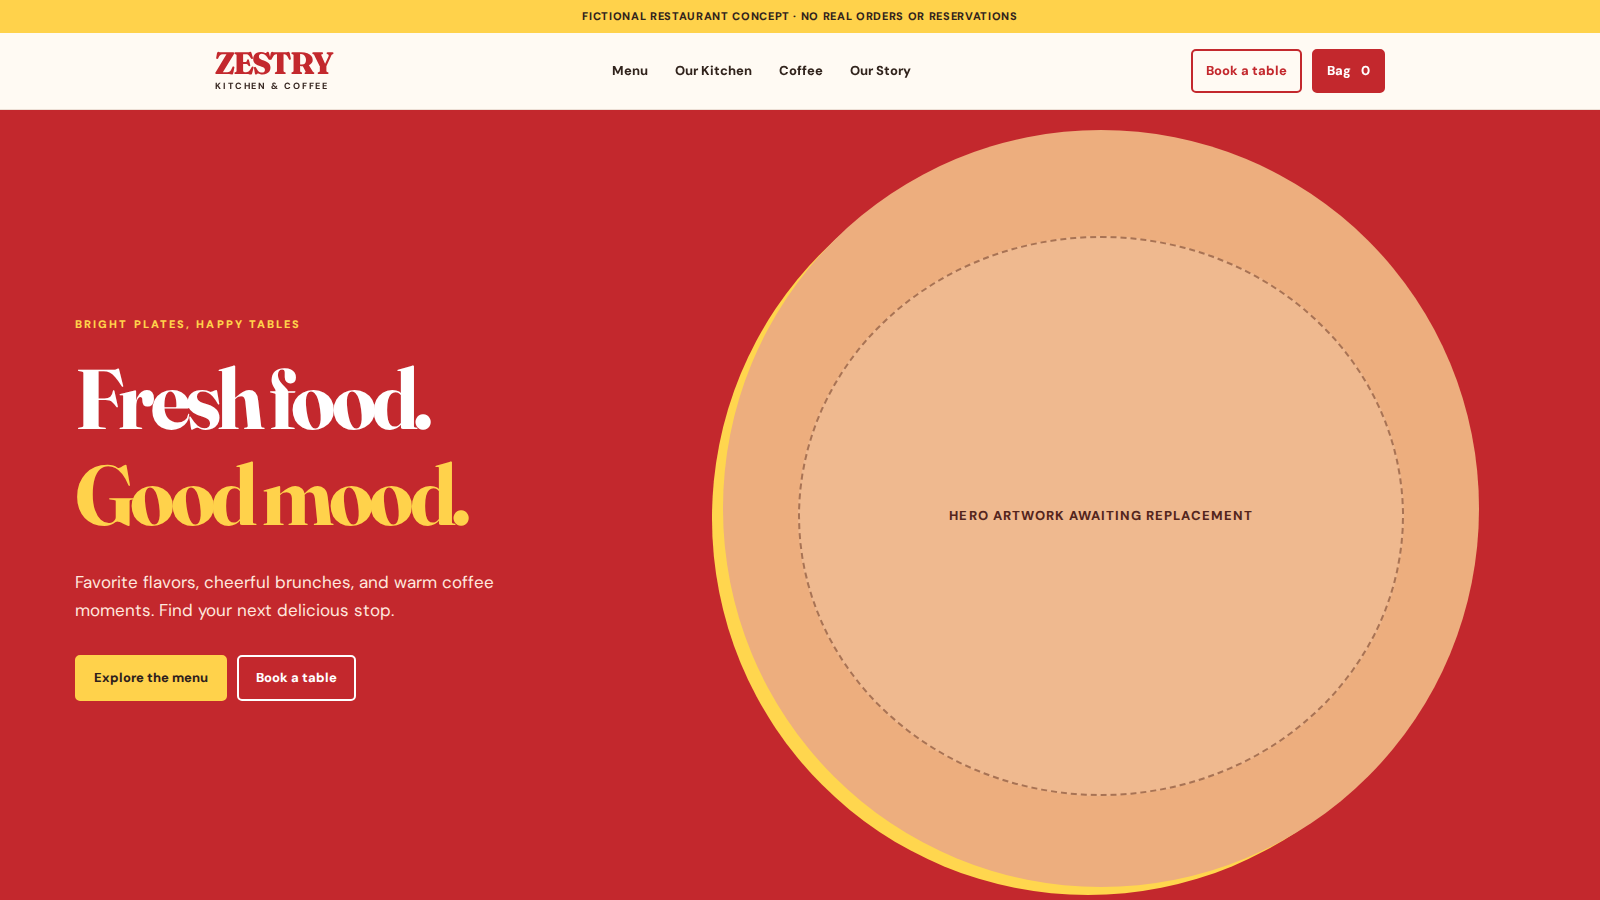 FICTIONAL RESTAURANT CONCEPT · NO REAL ORDERS OR RESERVATIONS
ZESTRY
KITCHEN & COFFEE
Menu Our Kitchen Coffee Our Story
Book a table Bag 0
BRIGHT PLATES, HAPPY TABLES
Fresh food.
Good mood.
Favorite flavors, cheerful brunches, and warm coffee
moments. Find your next delicious stop.
Explore the menu Book a table
HERO ARTWORK AWAITING REPLACEMENT